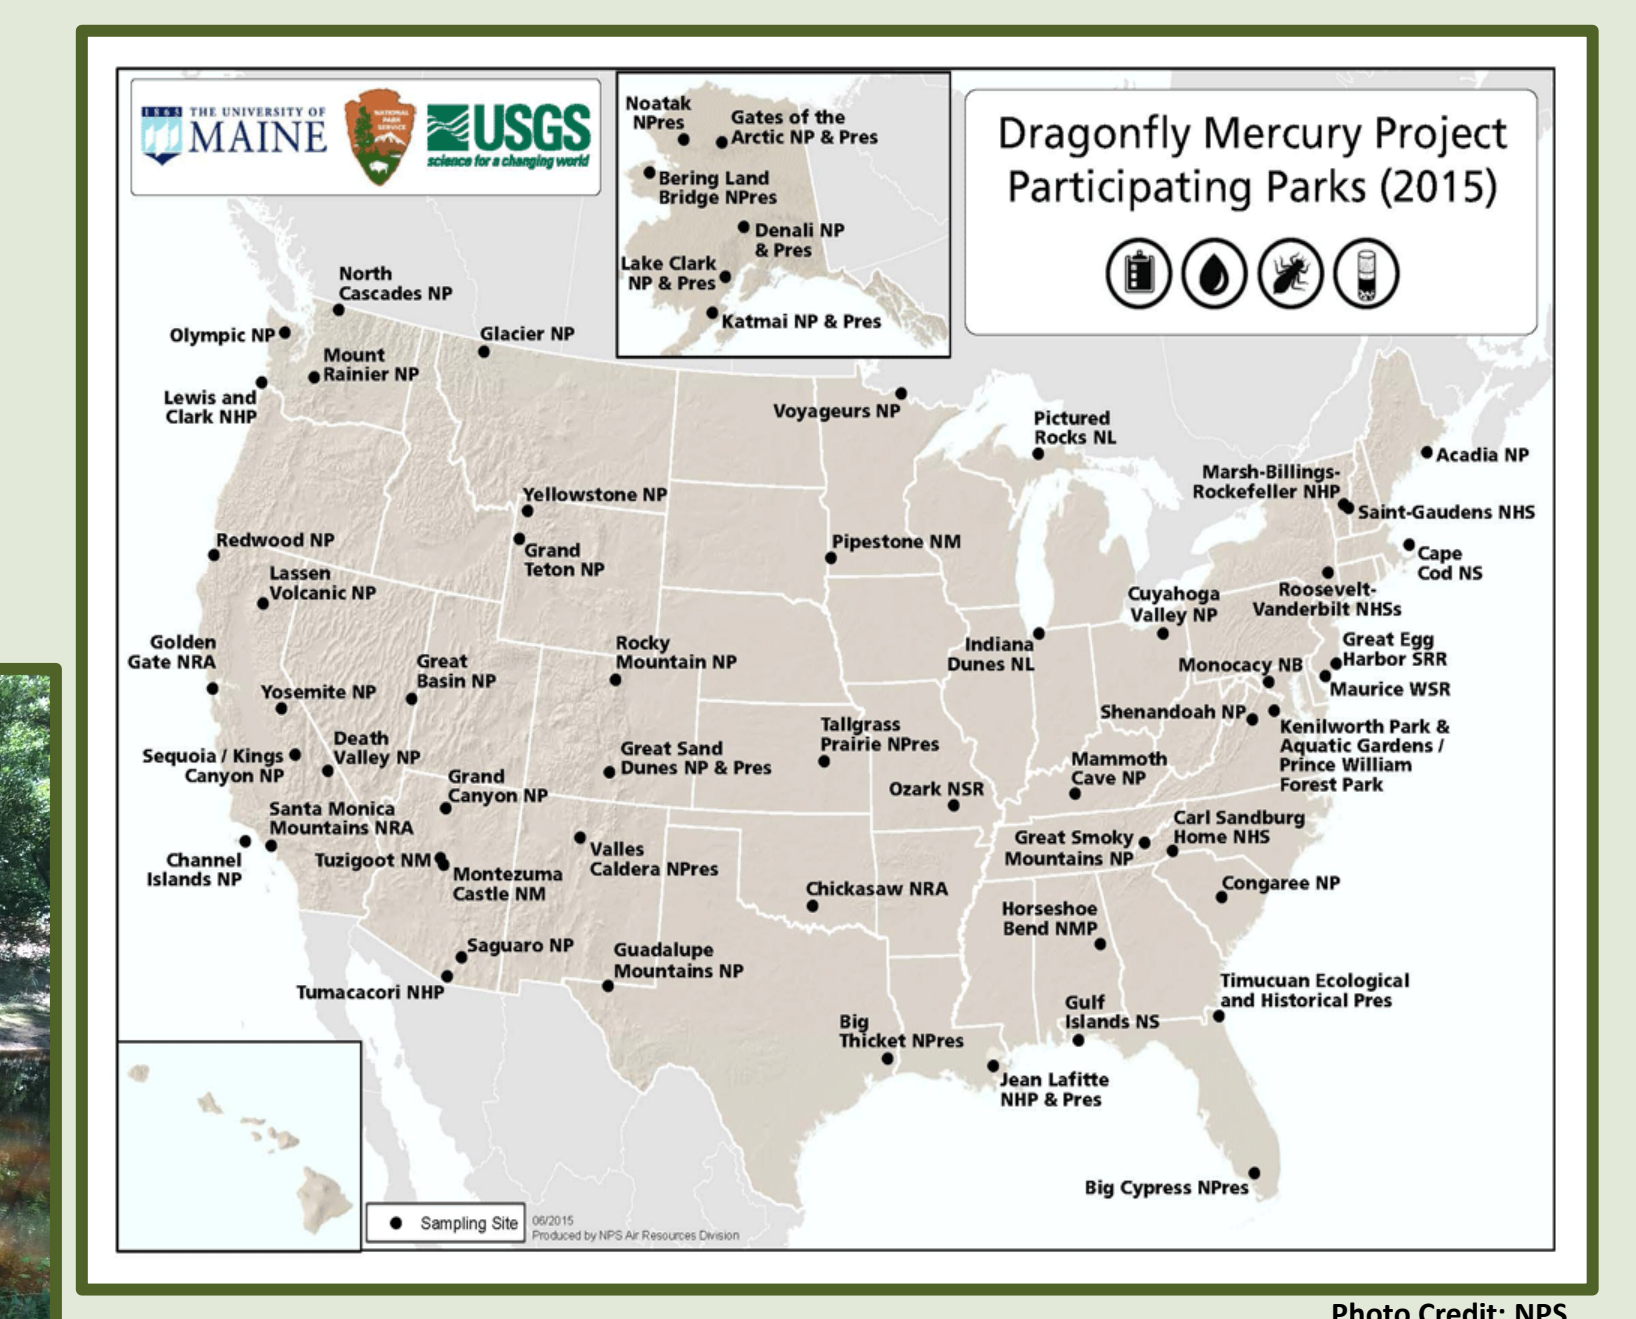 1865 THE UNIVERSITY OF
MAINE
NATIONAL
PARK
SERVICE
USGS
science for a changing world
Dragonfly Mercury Project
Participating Parks (2015)
Noatak
NPres
Gates of the
Arctic NP & Pres
Bering Land
Bridge NPres
Denali NP
& Pres
Lake Clark
NP & Pres
Katmai NP & Pres
North
Cascades NP
Olympic NP
Glacier NP
Mount
Rainier NP
Lewis and
Clark NHP
Voyageurs NP
Pictured
Rocks NL
Acadia NP
Marsh-Billings-
Rockefeller NHP
Saint-Gaudens NHS
Yellowstone NP
Redwood NP
Grand
Teton NP
Pipestone NM
Cape
Cod NS
Lassen
Volcanic NP
Cuyahoga
Valley NP
Roosevelt-
Vanderbilt NHSs
Golden
Gate NRA
Great
Basin NP
Rocky
Mountain NP
Indiana
Dunes NL
Great Egg
Harbor SRR
Monocacy NB
Maurice WSR
Yosemite NP
Shenandoah NP
Kenilworth Park &
Aquatic Gardens /
Prince William
Forest Park
Tallgrass
Prairie NPres
Death
Valley NP
Sequoia / Kings
Canyon NP
Great Sand
Dunes NP & Pres
Mammoth
Cave NP
Grand
Canyon NP
Ozark NSR
Santa Monica
Mountains NRA
Carl Sandburg
Home NHS
Great Smoky
Mountains NP
Channel
Islands NP
Tuzigoot NM
Montezuma
Castle NM
Valles
Caldera NPres
Chickasaw NRA
Congaree NP
Horseshoe
Bend NMP
Saguaro NP
Guadalupe
Mountains NP
Tumacacori NHP
Timucuan Ecological
and Historical Pres
Gulf
Islands NS
Big
Thicket NPres
Jean Lafitte
NHP & Pres
Big Cypress NPres
Sampling Site
06/2015
Produced by NPS Air Resources Division
Photo Credit: NPS